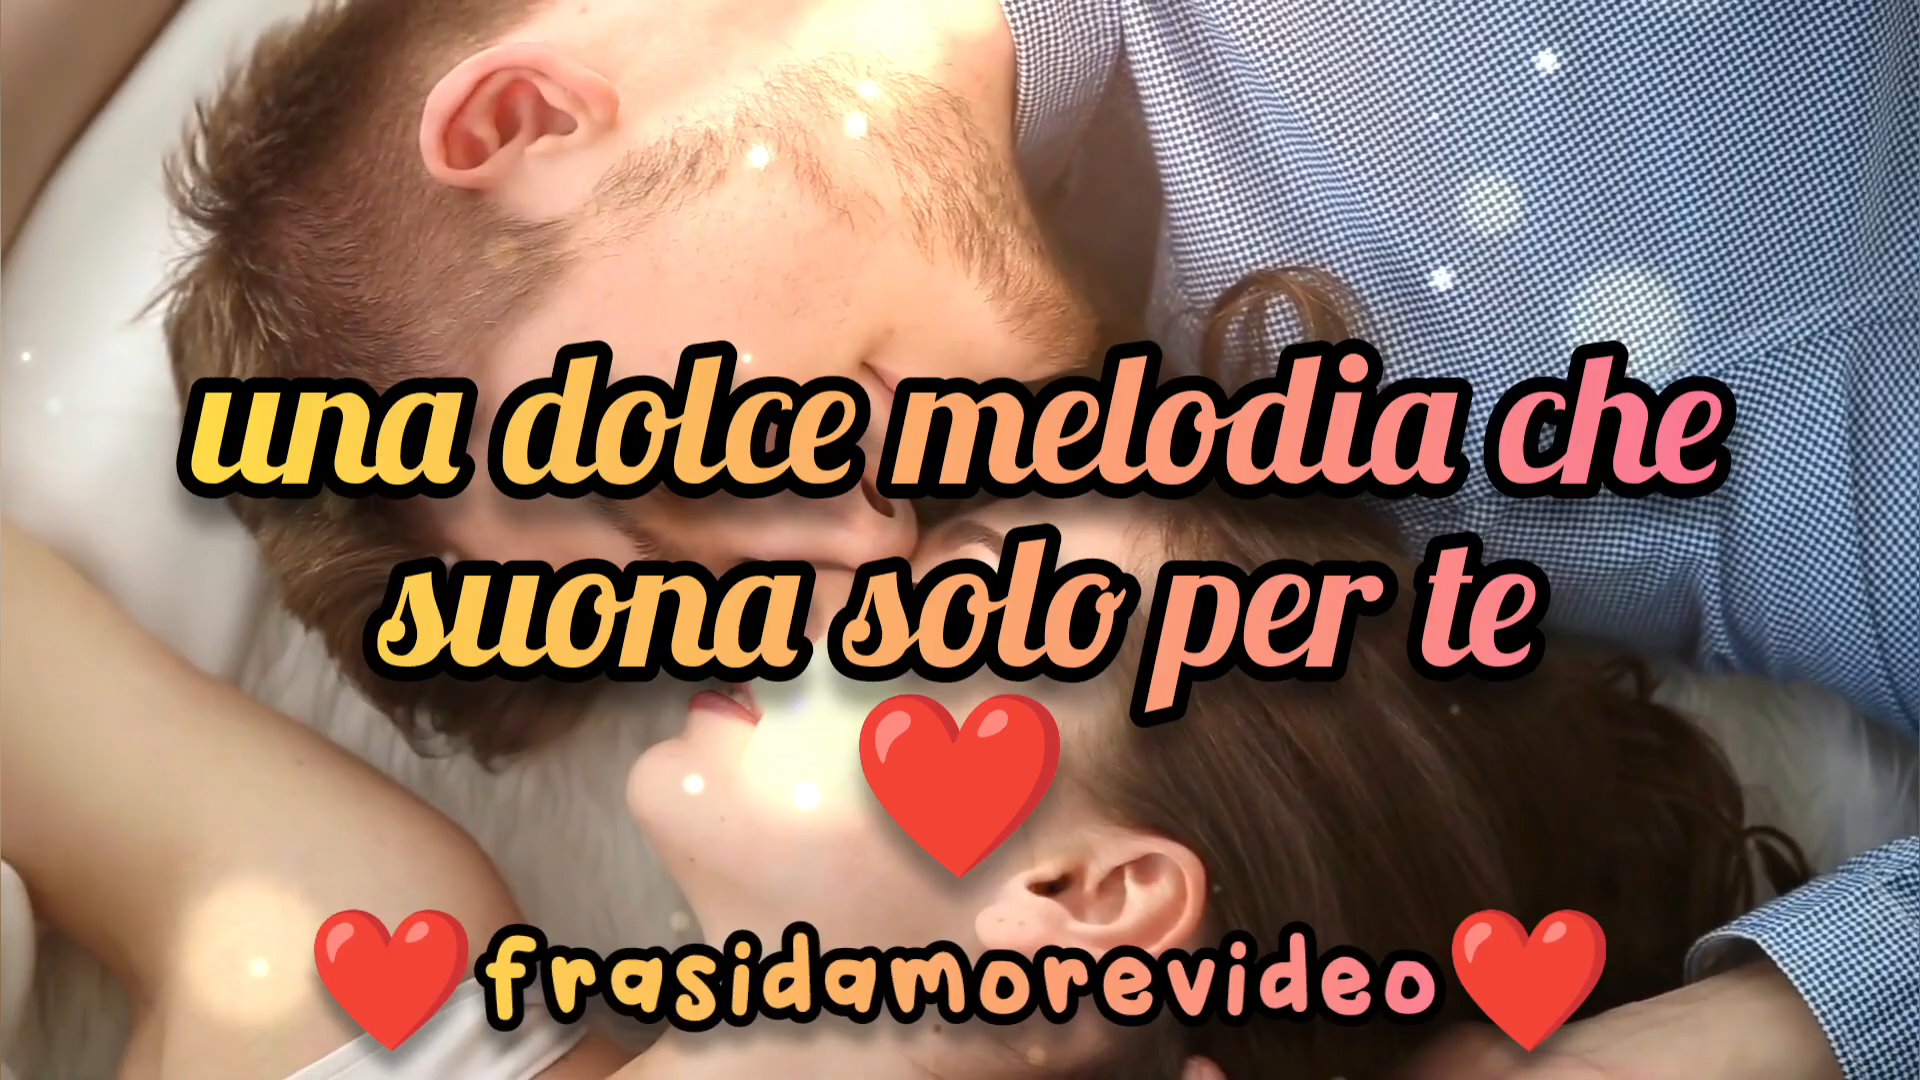 una dolce melodia che
suona solo per te
❤️
❤️frasidamorevideo❤️